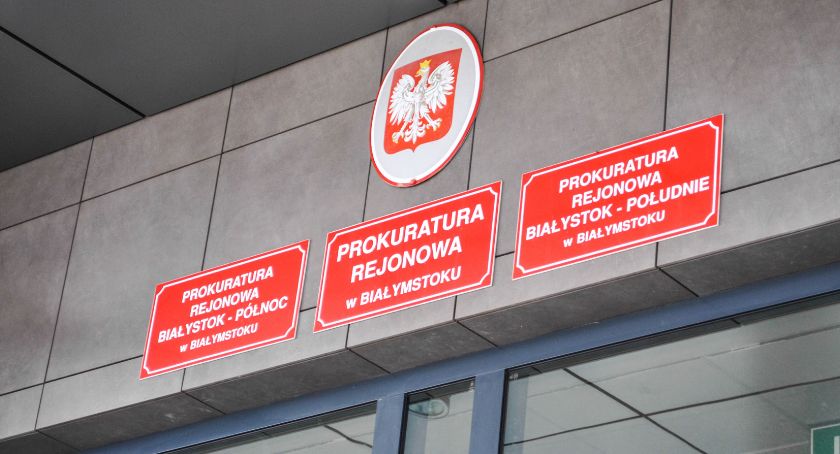 PROKURATURA
REJONOWA
BIAŁYSTOK - PÓŁNOC
w BIAŁYMSTOKU
PROKURATURA
REJONOWA
w BIAŁYMSTOKU
PROKURATURA
REJONOWA
BIAŁYSTOK - POŁUDNIE
w BIAŁYMSTOKU